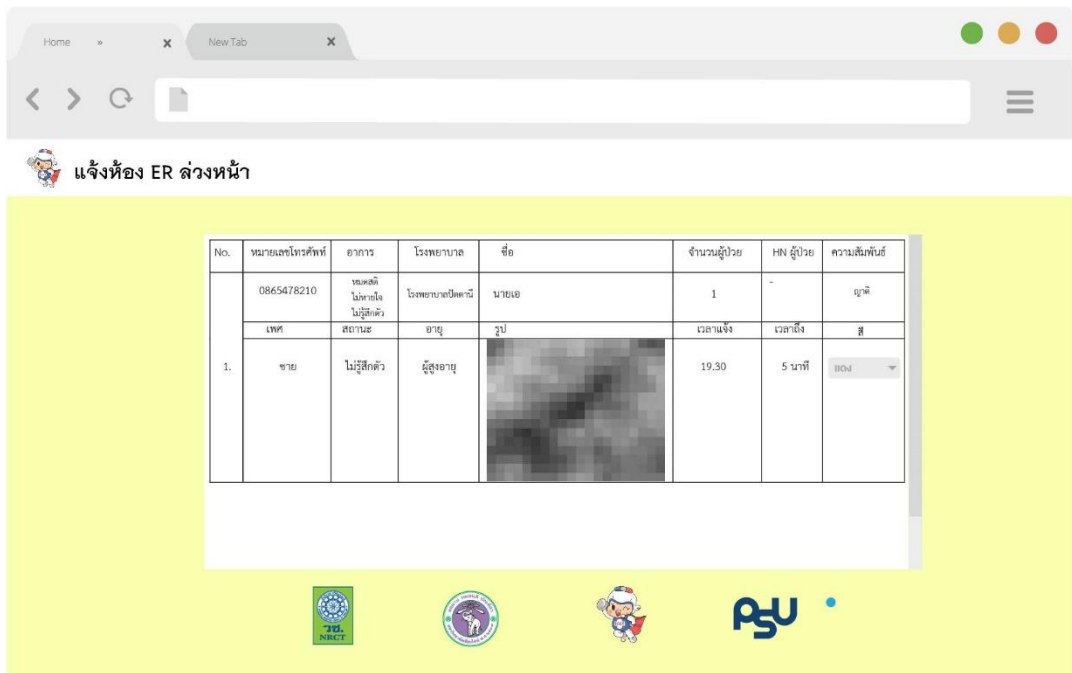 Home » x New Tab x
แจ้งห้อง ER ล่วงหน้า
No. หมายเลขโทรศัพท์ อาการ โรงพยาบาล ชื่อ จำนวนผู้ป่วย HN ผู้ป่วย ความสัมพันธ์
หมดสติ
0865478210 ไม่หายใจ โรงพยาบาลปัตตานี นายเอ 1 - ญาติ
ไม่รู้สึกตัว
เพศ สถานะ อายุ รูป เวลาแจ้ง เวลาถึง สี
1. ชาย ไม่รู้สึกตัว ผู้สูงอายุ 19.30 5 นาที แดง
วช.
NRCT
PSU